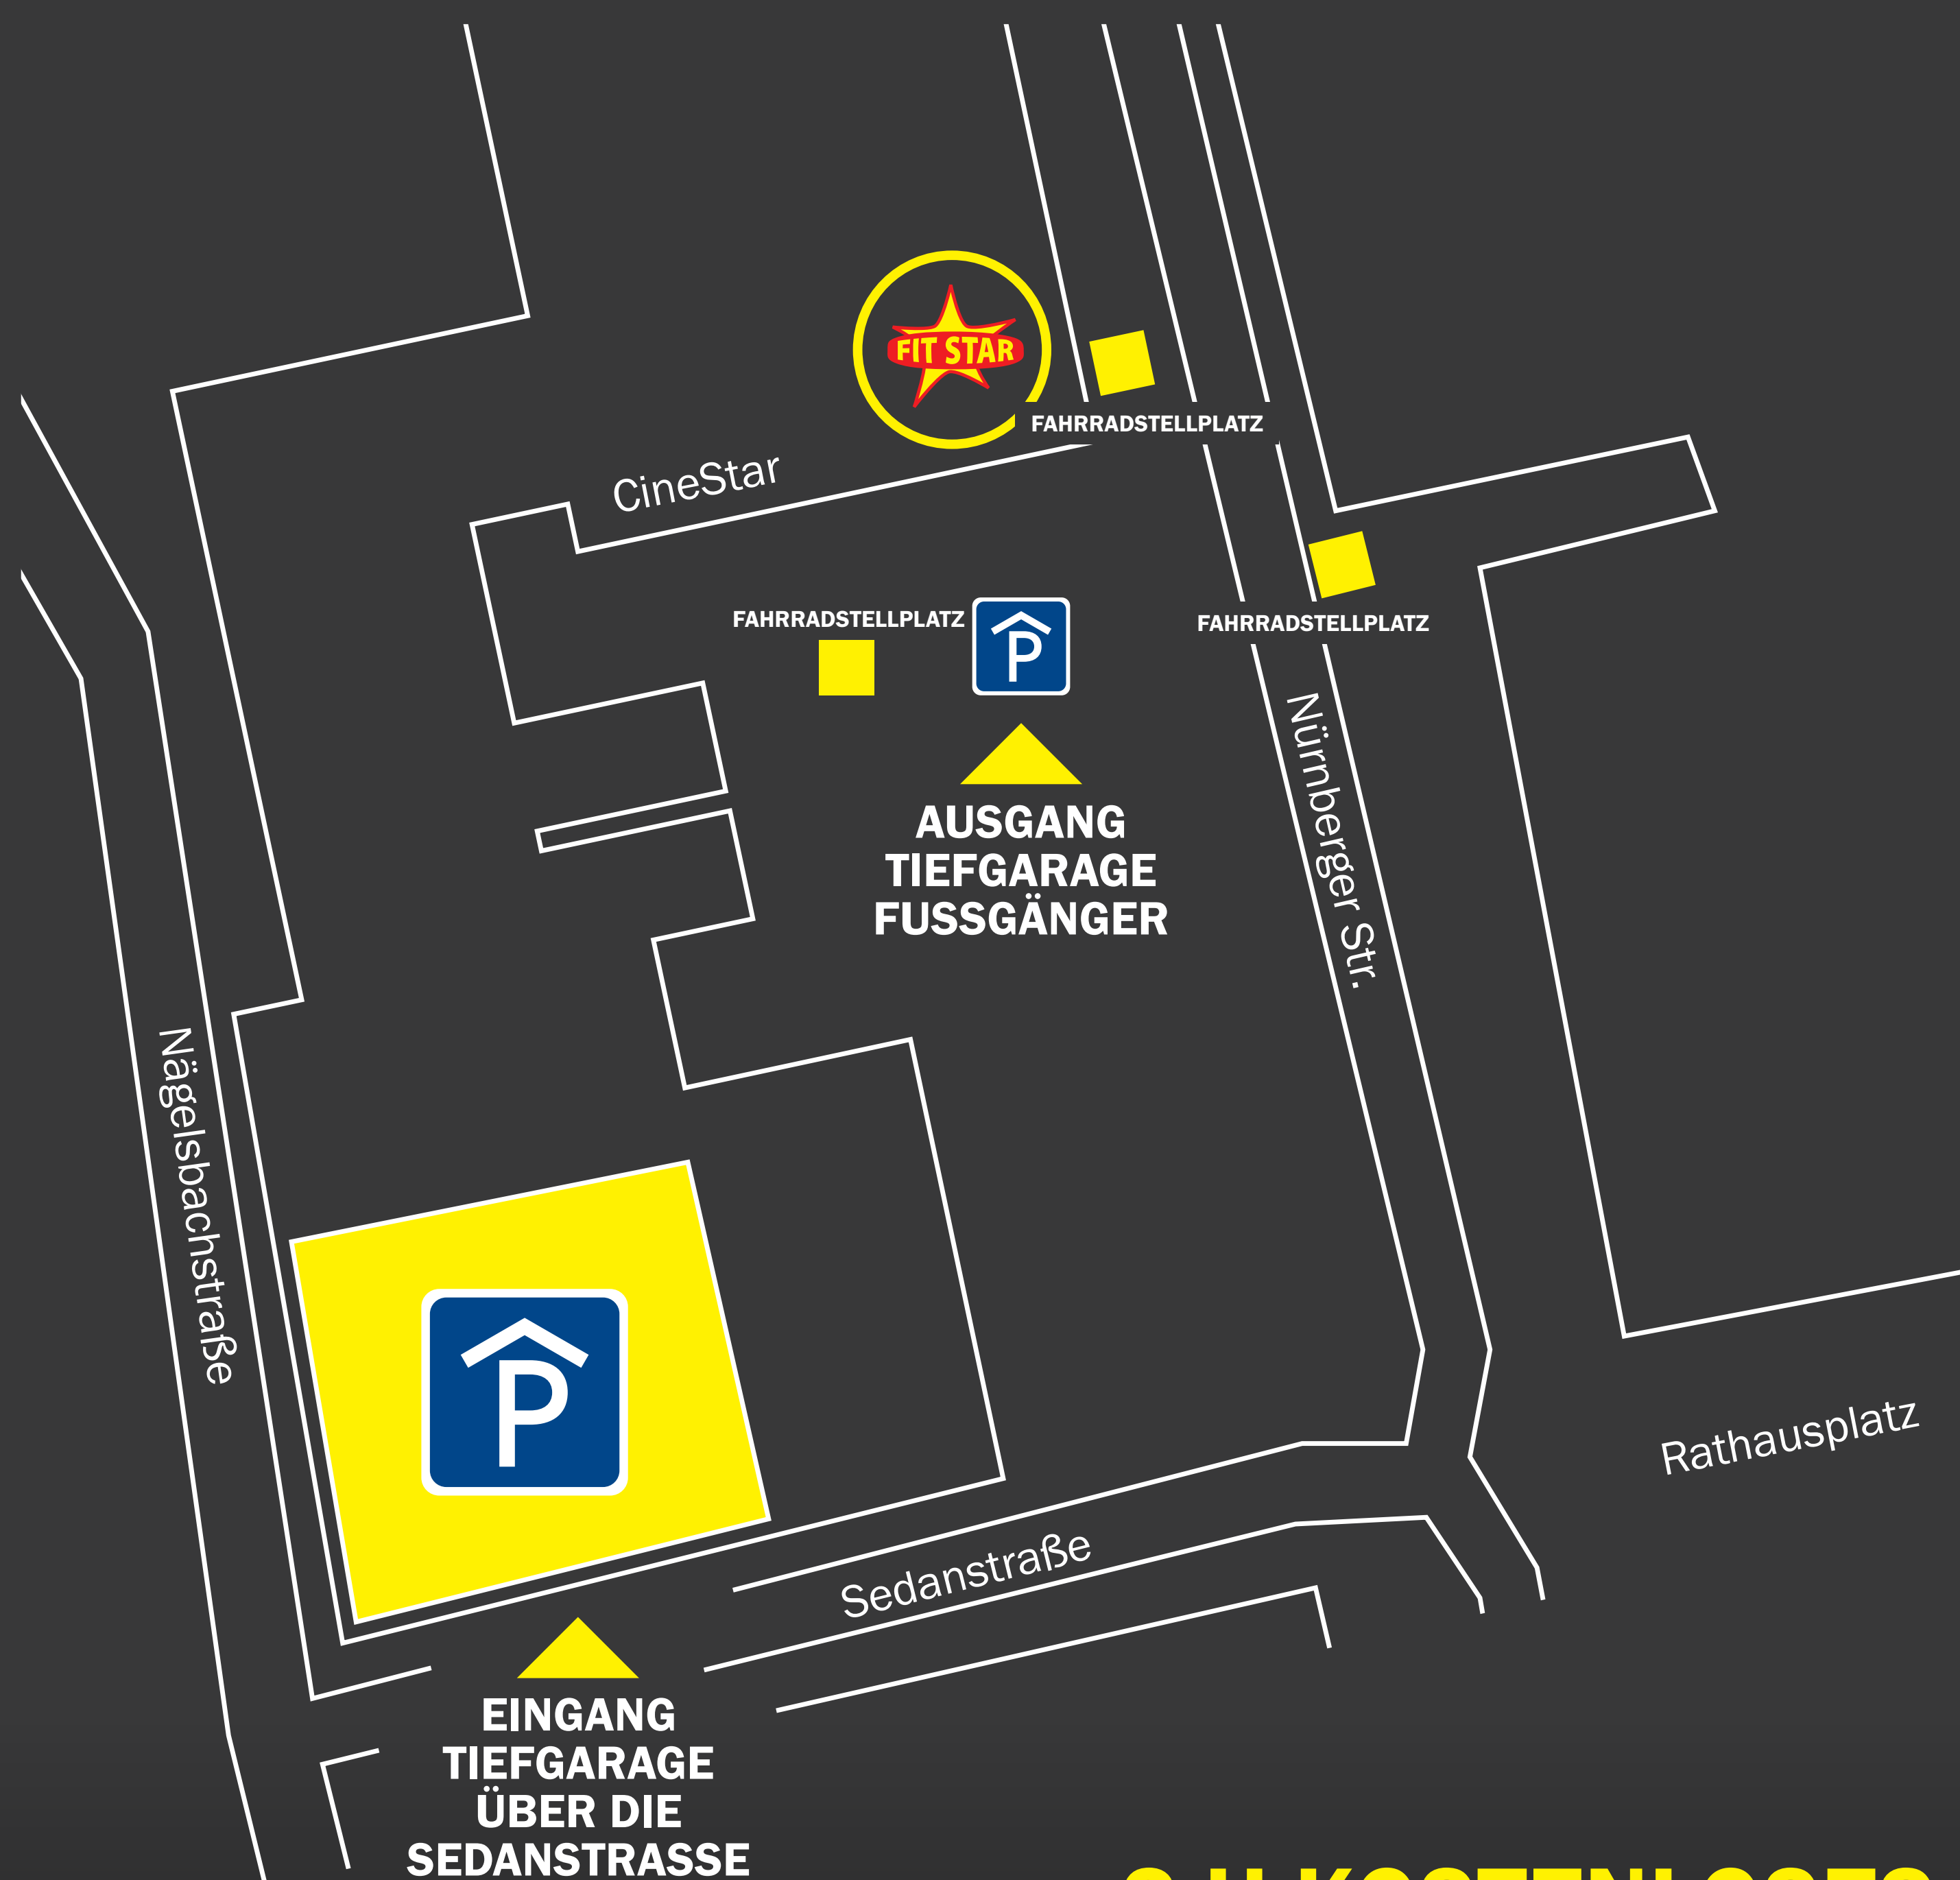 FIT STAR
FAHRRADSTELLPLATZ
CineStar
FAHRRADSTELLPLATZ
P
FAHRRADSTELLPLATZ
Nürnberger Str.
AUSGANG
TIEFGARAGE
FUSSGÄNGER
Nägelsbachstraße
P
Rathausplatz
Sedanstraße
EINGANG
TIEFGARAGE
ÜBER DIE
SEDANSTRASSE